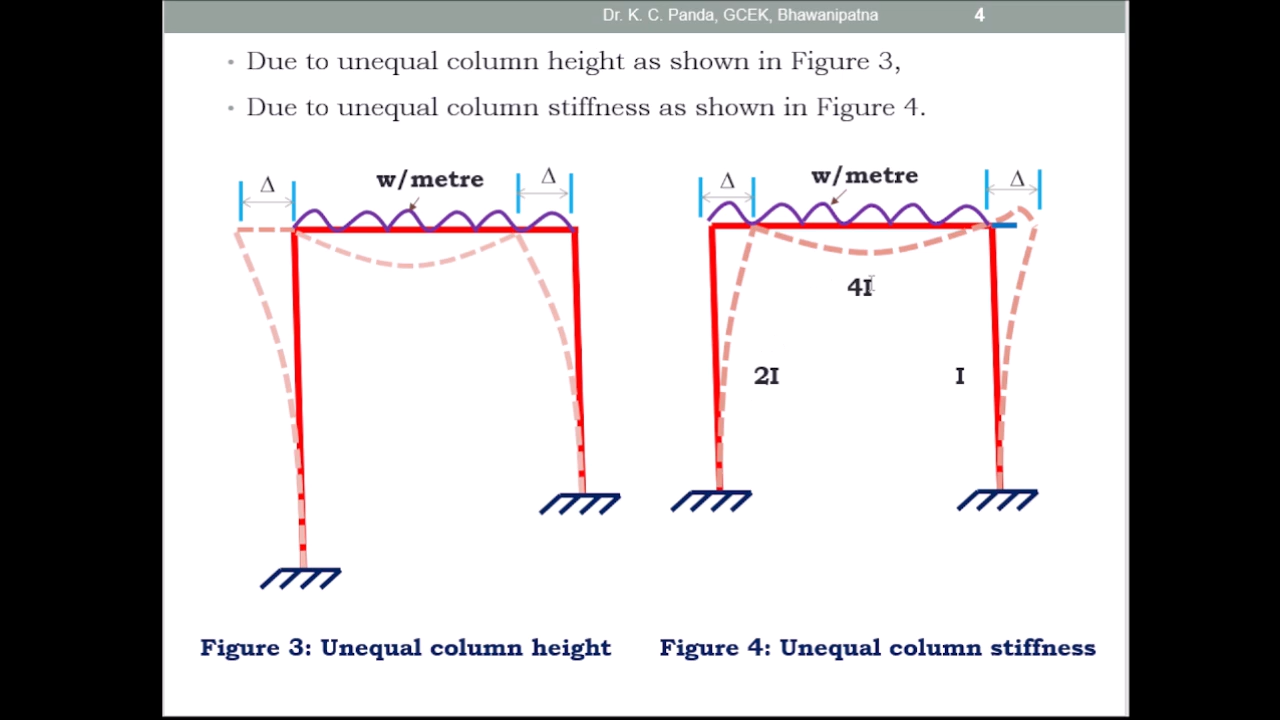 Dr. K. C. Panda, GCEK, Bhawanipatna 4
• Due to unequal column height as shown in Figure 3,
• Due to unequal column stiffness as shown in Figure 4.
Δ w/metre Δ
Δ w/metre Δ
4I
2I I
Figure 3: Unequal column height
Figure 4: Unequal column stiffness